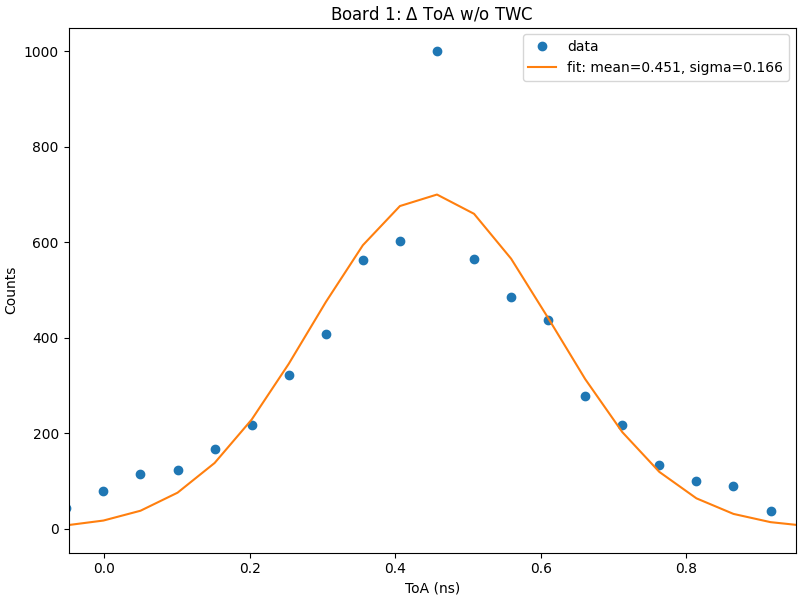 Board 1: Δ ToA w/o TWC
data
fit: mean=0.451, sigma=0.166
1000
800
600
400
200
0
Counts
0.0 0.2 0.4 0.6 0.8
ToA (ns)